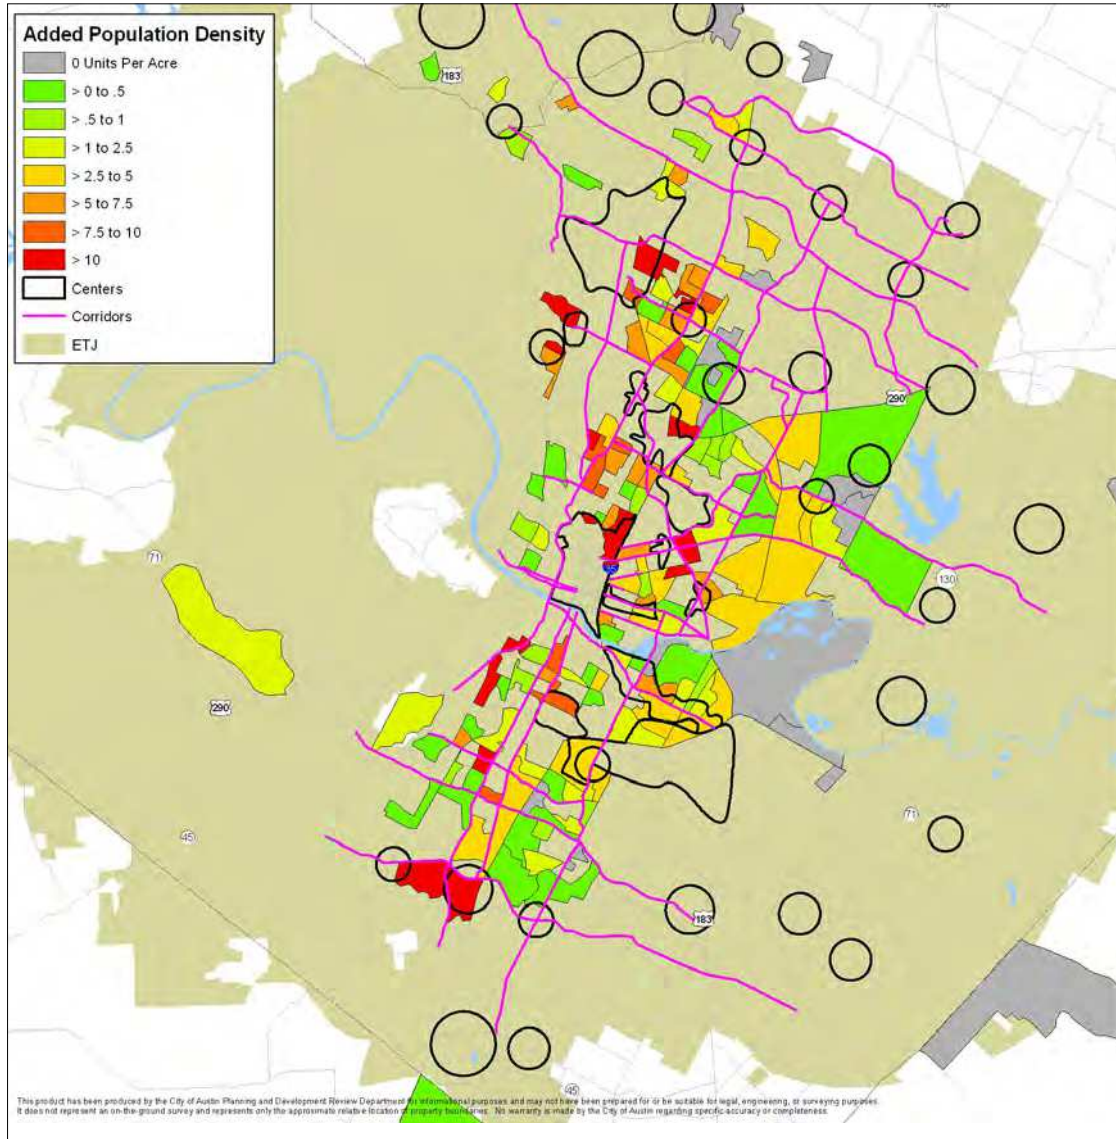 Added Population Density
0 Units Per Acre
> 0 to .5
> .5 to 1
> 1 to 2.5
> 2.5 to 5
> 5 to 7.5
> 7.5 to 10
> 10
Centers
Corridors
ETJ
183
290
71
130
35
290
45
71
183
45
This product has been produced by the City of Austin Planning and Development Review Department for informational purposes and may not have been prepared for or be suitable for legal, engineering, or surveying purposes.
It does not represent an on-the-ground survey and represents only the approximate relative location of property boundaries. No warranty is made by the City of Austin regarding specific accuracy or completeness.